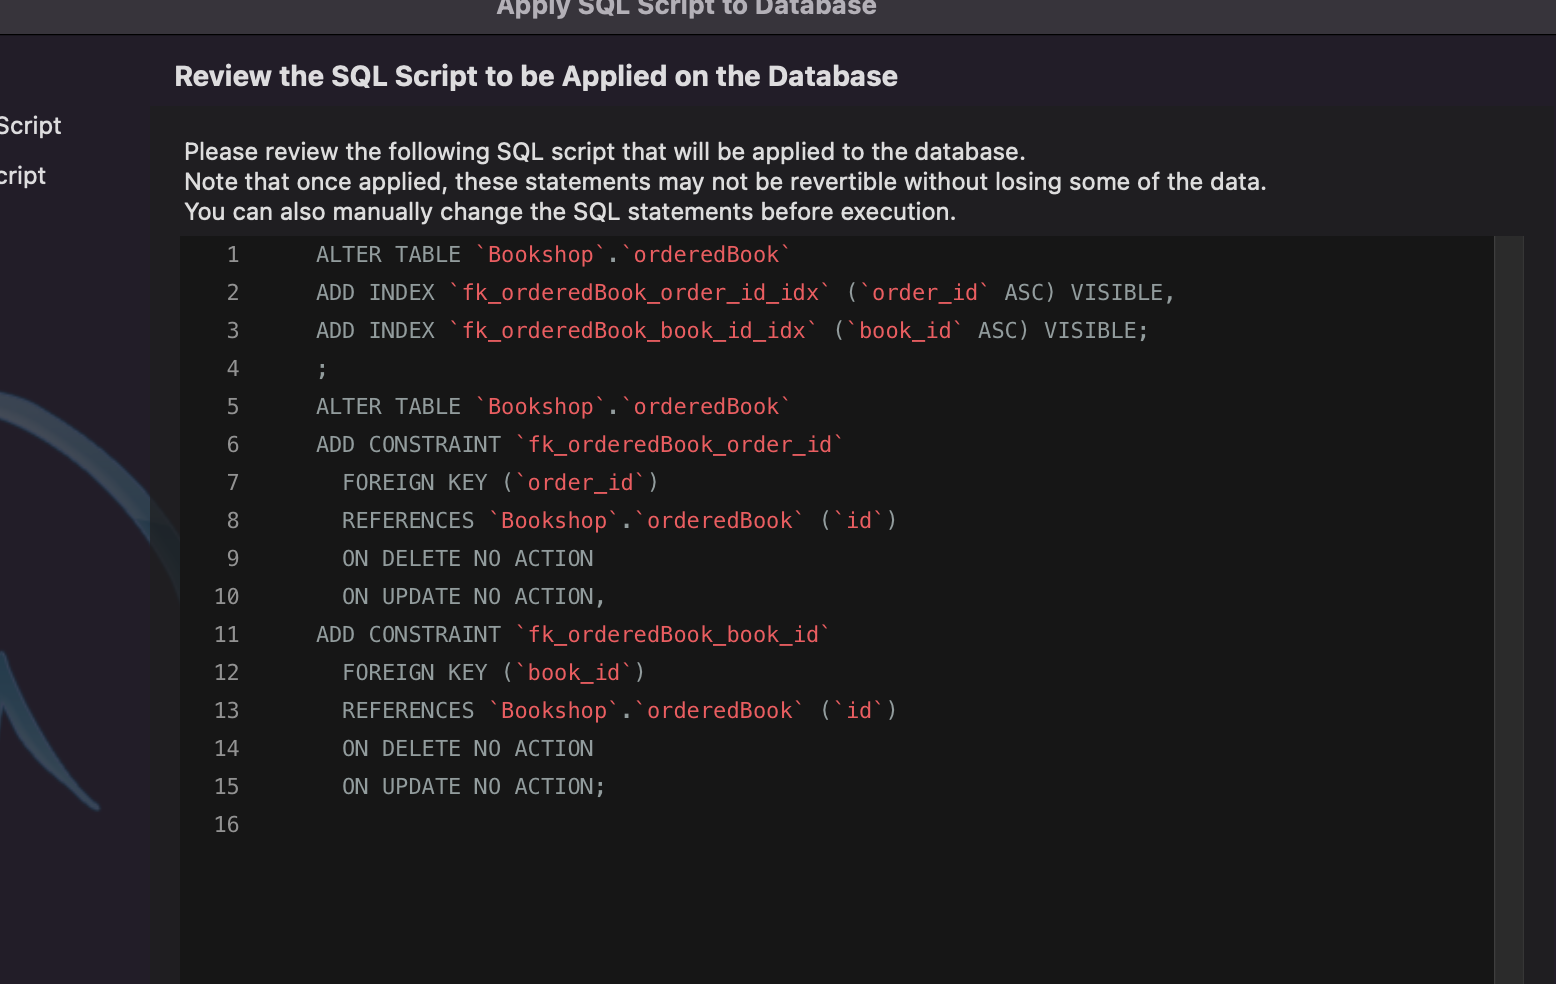 Apply SQL Script to Database
Review the SQL Script to be Applied on the Database
Script
cript
Please review the following SQL script that will be applied to the database.
Note that once applied, these statements may not be revertible without losing some of the data.
You can also manually change the SQL statements before execution.
1 ALTER TABLE `Bookshop`.`orderedBook`
2 ADD INDEX `fk_orderedBook_order_id_idx` (`order_id` ASC) VISIBLE,
3 ADD INDEX `fk_orderedBook_book_id_idx` (`book_id` ASC) VISIBLE;
4 ;
5 ALTER TABLE `Bookshop`.`orderedBook`
6 ADD CONSTRAINT `fk_orderedBook_order_id`
7 FOREIGN KEY (`order_id`)
8 REFERENCES `Bookshop`.`orderedBook` (`id`)
9 ON DELETE NO ACTION
10 ON UPDATE NO ACTION,
11 ADD CONSTRAINT `fk_orderedBook_book_id`
12 FOREIGN KEY (`book_id`)
13 REFERENCES `Bookshop`.`orderedBook` (`id`)
14 ON DELETE NO ACTION
15 ON UPDATE NO ACTION;
16